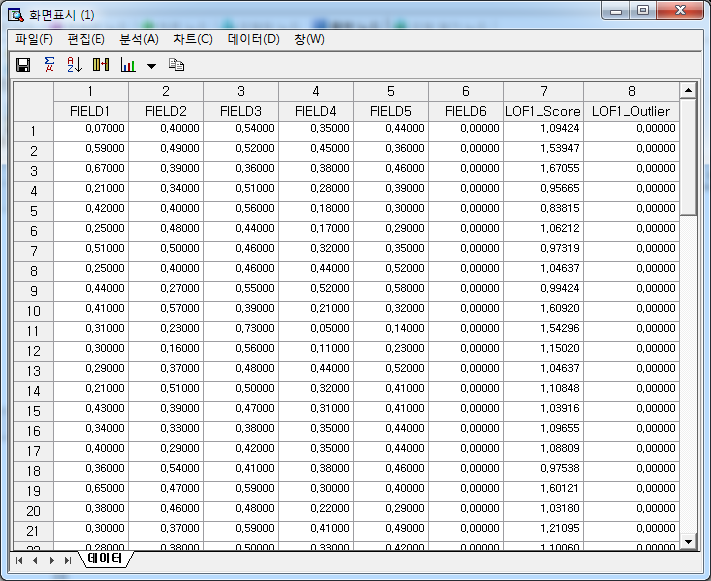 화면표시 (1)
파일(F) 편집(E) 분석(A) 차트(C) 데이터(D) 창(W)
1 2 3 4 5 6 7 8
FIELD1 FIELD2 FIELD3 FIELD4 FIELD5 FIELD6 LOF1_Score LOF1_Outlier
1 0,07000 0,40000 0,54000 0,35000 0,44000 0,00000 1,09424 0,00000
2 0,59000 0,49000 0,52000 0,45000 0,36000 0,00000 1,53947 0,00000
3 0,67000 0,39000 0,36000 0,38000 0,46000 0,00000 1,67055 0,00000
4 0,21000 0,34000 0,51000 0,28000 0,39000 0,00000 0,95665 0,00000
5 0,42000 0,40000 0,56000 0,18000 0,30000 0,00000 0,83815 0,00000
6 0,25000 0,48000 0,44000 0,17000 0,29000 0,00000 1,06212 0,00000
7 0,51000 0,50000 0,46000 0,32000 0,35000 0,00000 0,97319 0,00000
8 0,25000 0,40000 0,46000 0,44000 0,52000 0,00000 1,04637 0,00000
9 0,44000 0,27000 0,55000 0,52000 0,58000 0,00000 0,99424 0,00000
10 0,41000 0,57000 0,39000 0,21000 0,32000 0,00000 1,60920 0,00000
11 0,31000 0,23000 0,73000 0,05000 0,14000 0,00000 1,54296 0,00000
12 0,30000 0,16000 0,56000 0,11000 0,23000 0,00000 1,15020 0,00000
13 0,29000 0,37000 0,48000 0,44000 0,52000 0,00000 1,04637 0,00000
14 0,21000 0,51000 0,50000 0,32000 0,41000 0,00000 1,10848 0,00000
15 0,43000 0,39000 0,47000 0,31000 0,41000 0,00000 1,03916 0,00000
16 0,34000 0,33000 0,38000 0,35000 0,44000 0,00000 1,09655 0,00000
17 0,40000 0,29000 0,42000 0,35000 0,44000 0,00000 1,08809 0,00000
18 0,36000 0,54000 0,41000 0,38000 0,46000 0,00000 0,97538 0,00000
19 0,65000 0,47000 0,59000 0,30000 0,40000 0,00000 1,60121 0,00000
20 0,38000 0,46000 0,48000 0,22000 0,29000 0,00000 1,03180 0,00000
21 0,30000 0,37000 0,59000 0,41000 0,49000 0,00000 1,21095 0,00000
22 0,28000 0,38000 0,50000 0,33000 0,42000 0,00000 1,10060 0,00000
데이터